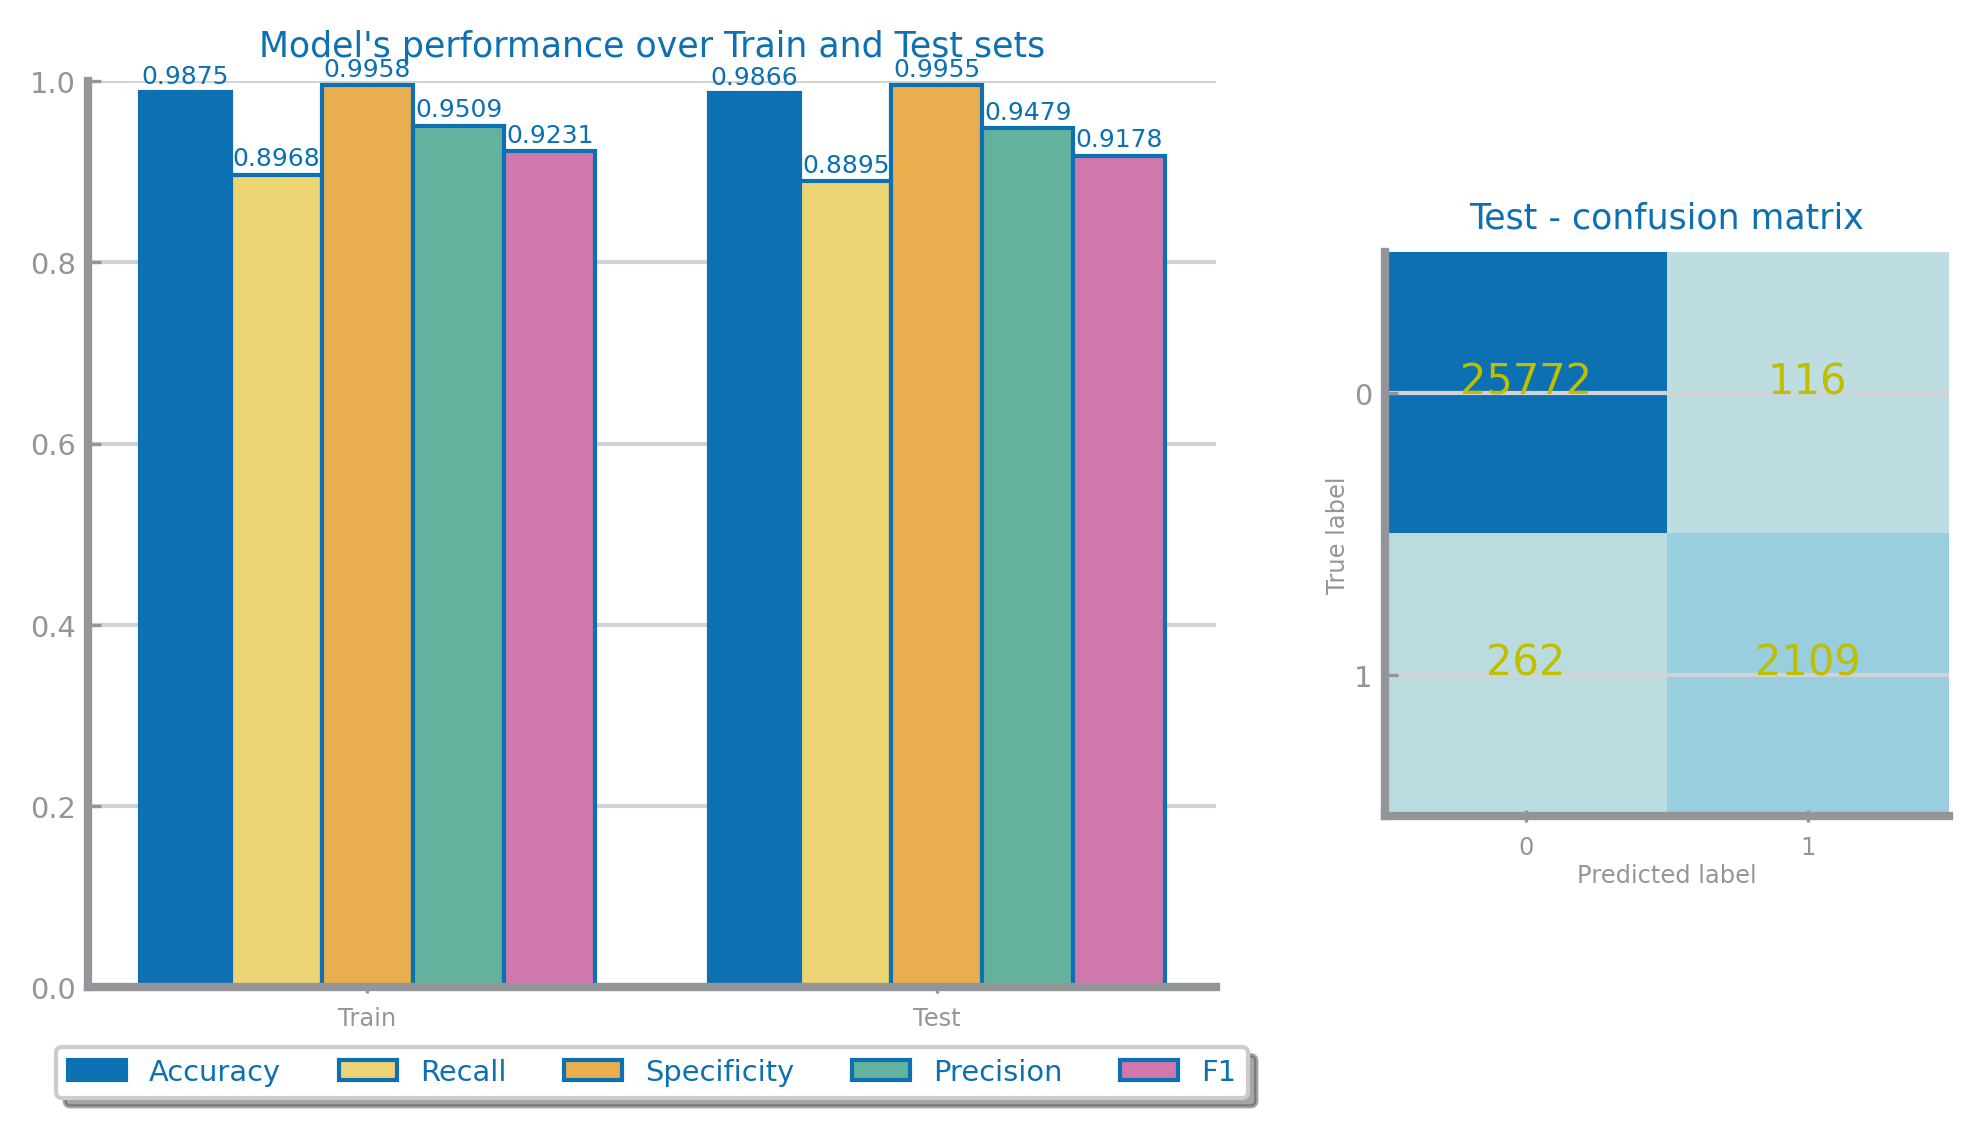 Model's performance over Train and Test sets
1.0
0.8
0.6
0.4
0.2
0.0
0.9875
0.8968
0.9958
0.9509
0.9231
0.9866
0.8895
0.9955
0.9479
0.9178
Train
Test
Accuracy
Recall
Specificity
Precision
F1
Test - confusion matrix
True label
0
1
25772
116
262
2109
0
1
Predicted label